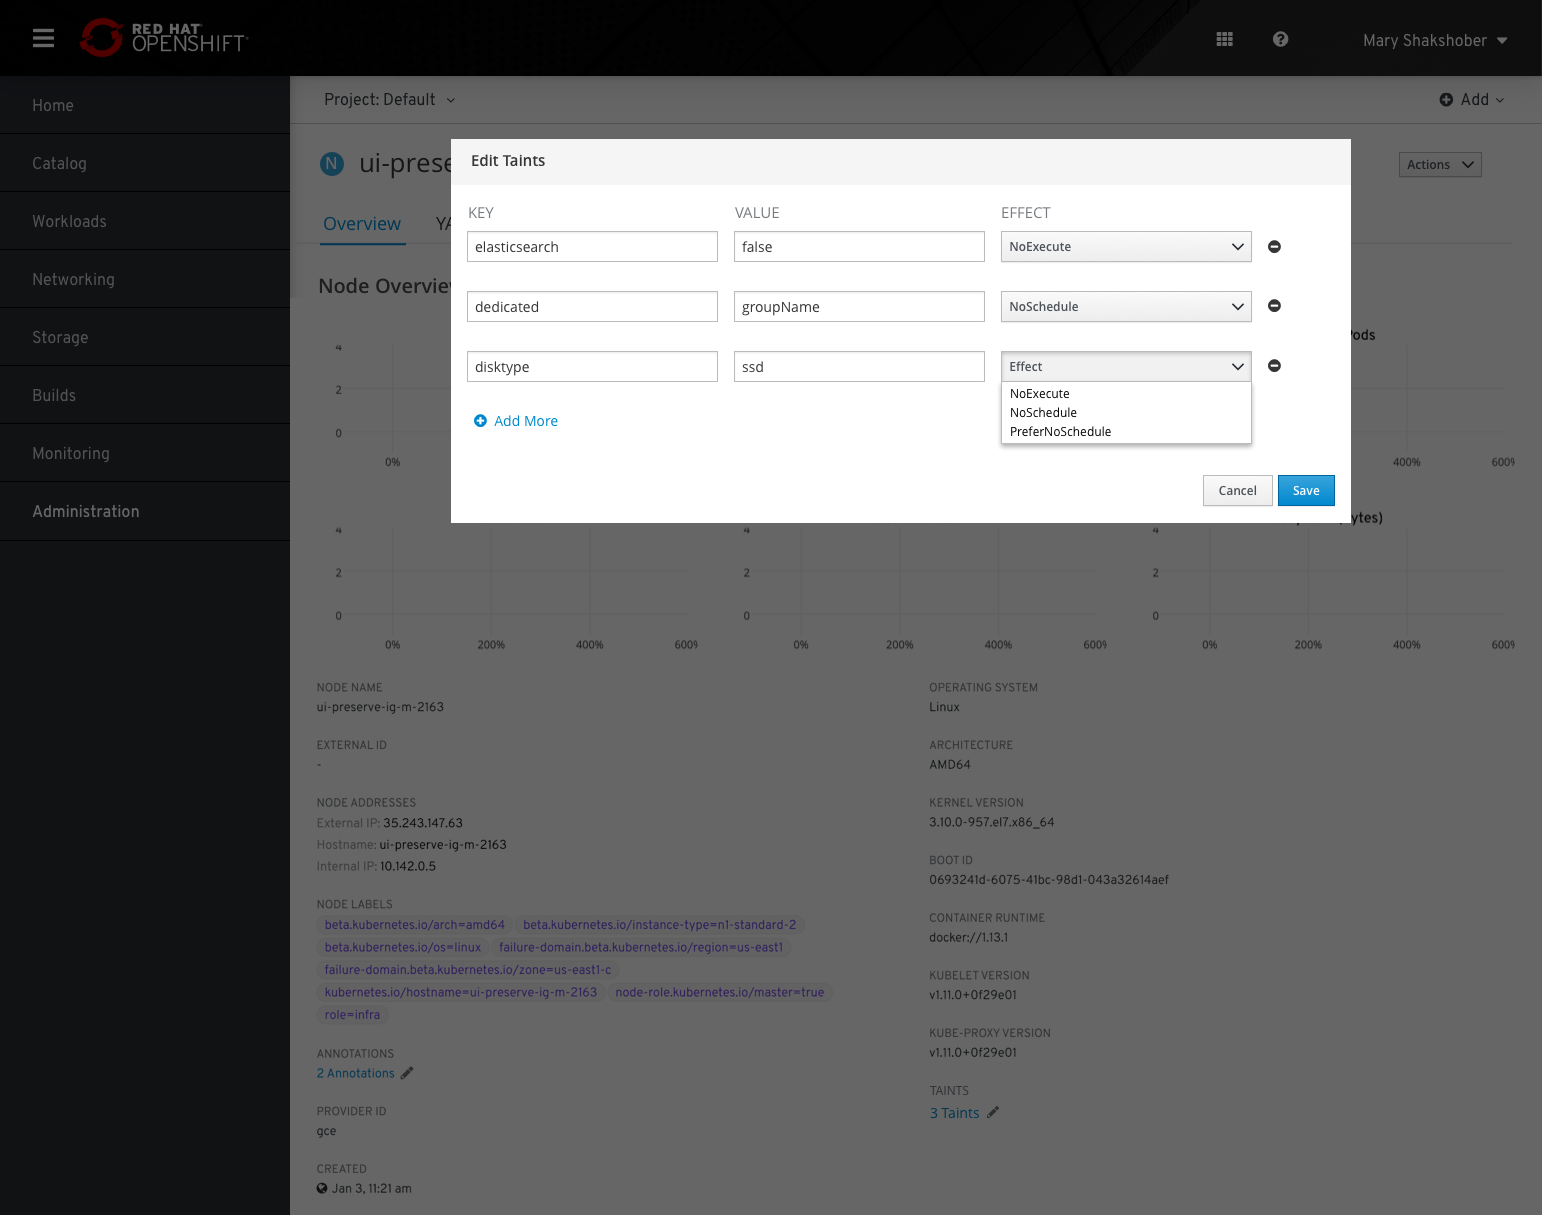 RED HAT
OPENSHIFT
Mary Shakshober
Home
Catalog
Workloads
Networking
Storage
Builds
Monitoring
Administration
Project: Default
Add
N
Actions
Overview
Node
Edit Taints
KEY VALUE EFFECT
elasticsearch false NoExecute
dedicated groupName NoSchedule
disktype ssd Effect
NoExecute
NoSchedule
PreferNoSchedule
Add More
Cancel Save
4
2
0
0%
400% 600%
4 4 4
2 2 2
0 0 0
0% 200% 400% 600% 0% 200% 400% 600% 0% 200% 400% 600%
NODE NAME
ui-preserve-ig-m-2163
EXTERNAL ID
-
NODE ADDRESSES
External IP: 35.243.147.63
Hostname: ui-preserve-ig-m-2163
Internal IP: 10.142.0.5
NODE LABELS
beta.kubernetes.io/arch=amd64 beta.kubernetes.io/instance-type=n1-standard-2
beta.kubernetes.io/os=linux failure-domain.beta.kubernetes.io/region=us-east1
failure-domain.beta.kubernetes.io/zone=us-east1-c
kubernetes.io/hostname=ui-preserve-ig-m-2163 node-role.kubernetes.io/master=true
role=infra
ANNOTATIONS
2 Annotations
PROVIDER ID
gce
CREATED
Jan 3, 11:21 am
OPERATING SYSTEM
Linux
ARCHITECTURE
AMD64
KERNEL VERSION
3.10.0-957.el7.x86_64
BOOT ID
0693241d-6075-41bc-98d1-043a32614aef
CONTAINER RUNTIME
docker://1.13.1
KUBELET VERSION
v1.11.0+0f29e01
KUBE-PROXY VERSION
v1.11.0+0f29e01
TAINTS
3 Taints